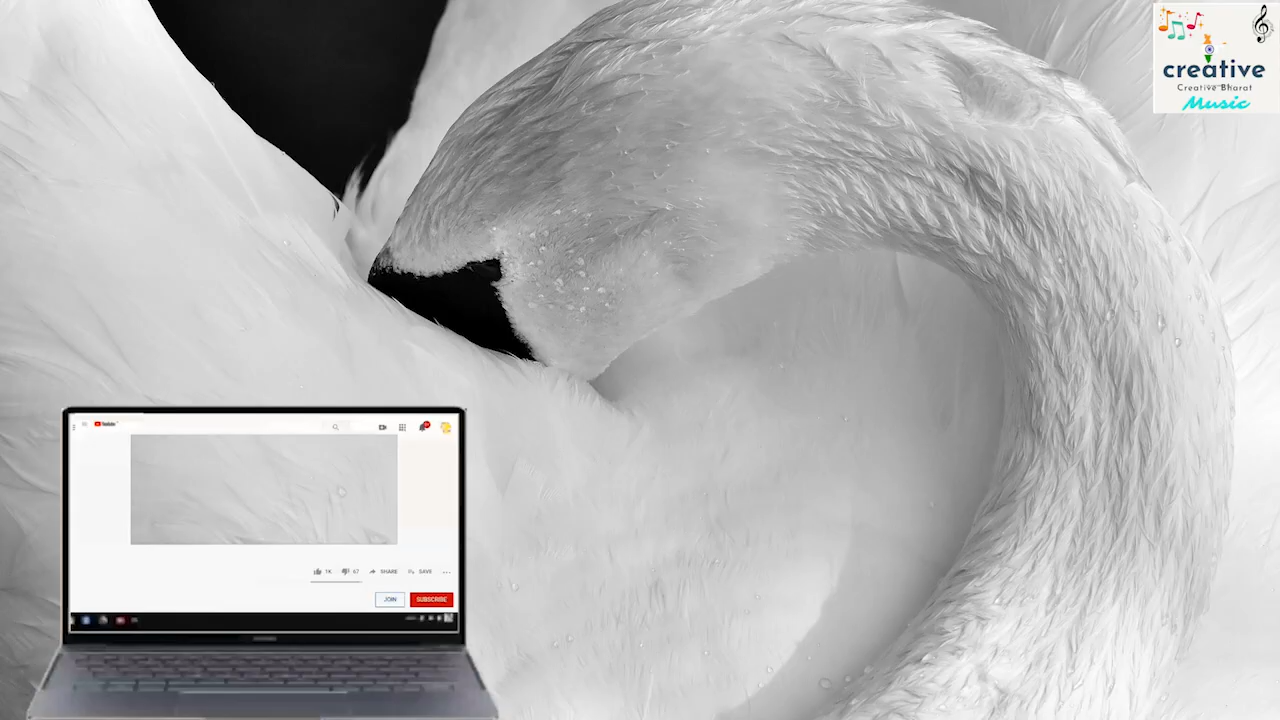 creative
Creative Bharat
Music
YouTube
1K 67 SHARE SAVE
JOIN SUBSCRIBE